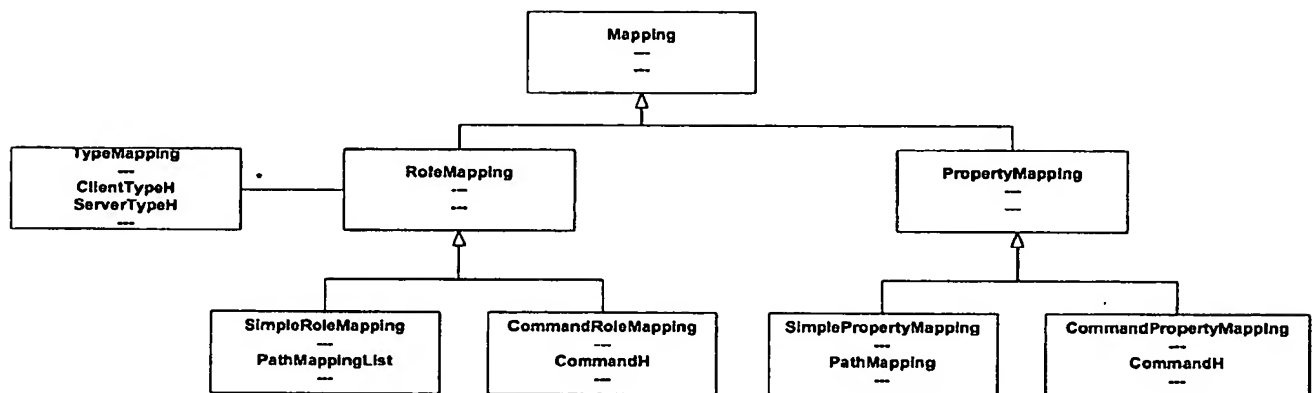 Mapping
---
---
TypeMapping
---
ClientTypeH
ServerTypeH
---
*
RoleMapping
---
---
PropertyMapping
---
---
SimpleRoleMapping
---
PathMappingList
---
CommandRoleMapping
---
CommandH
---
SimplePropertyMapping
---
PathMapping
---
CommandPropertyMapping
---
CommandH
---